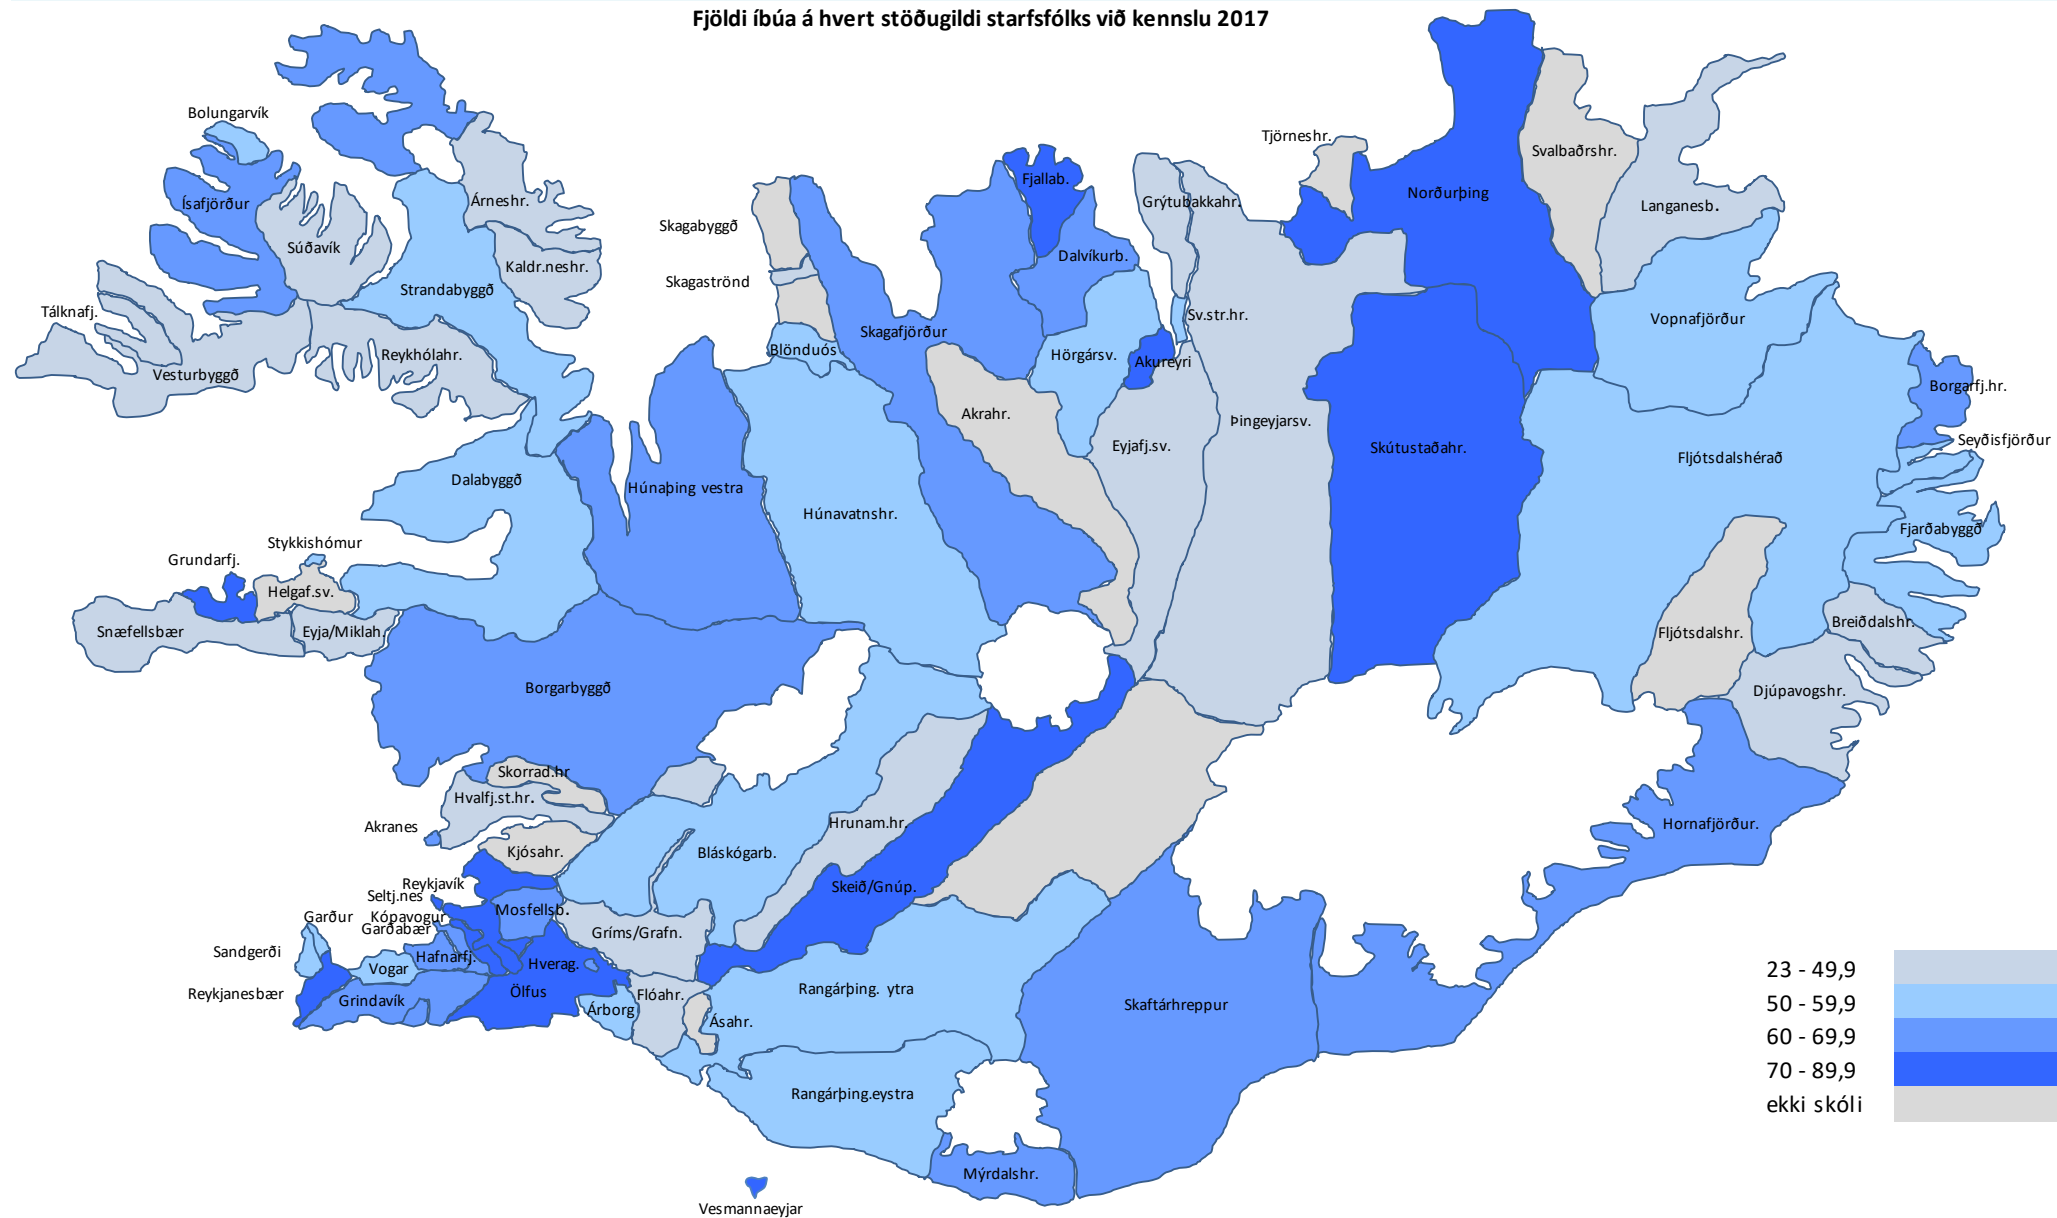 Fjöldi íbúa á hvert stöðugildi starfsfólks við kennslu 2017
Bolungarvík
Ísafjörður
Súðavík
Árneshr.
Kaldr.neshr.
Strandabyggð
Tálknafj.
Vesturbyggð
Reykhólahr.
Dalabyggð
Stykkishómur
Grundarfj.
Helgaf.sv.
Snæfellsbær
Eyja/Miklah.
Borgarbyggð
Húnaþing vestra
Skagabyggð
Skagaströnd
Blönduós
Húnavatnshr.
Skagafjörður
Akrahr.
Fjallab.
Dalvíkurb.
Hörgársv.
Akureyri
Eyjafj.sv.
Grýtubakkahr.
Sv.str.hr.
Þingeyjarsv.
Tjörneshr.
Norðurþing
Skútustaðahr.
Svalbaðrshr.
Langanesb.
Vopnafjörður
Fljótsdalshérað
Borgarfj.hr.
Seyðisfjörður
Fjarðabyggð
Fljótsdalshr.
Breiðdalshr.
Djúpavogshr.
Hornafjörður.
Skorrad.hr
Hvalfj.st.hr.
Akranes
Kjósahr.
Reykjavík
Seltj.nes
Mosfellsb.
Kópavogur
Garðabær
Hafnarfj.
Garður
Sandgerði
Vogar
Reykjanesbær
Grindavík
Hverag.
Ölfus
Árborg
Gríms/Grafn.
Flóahr.
Ásahr.
Bláskógarb.
Hrunam.hr.
Skeið/Gnúp.
Rangárþing. ytra
Rangárþing.eystra
Skaftárhreppur
Mýrdalshr.
Vesmannaeyjar
23 - 49,9
50 - 59,9
60 - 69,9
70 - 89,9
ekki skóli